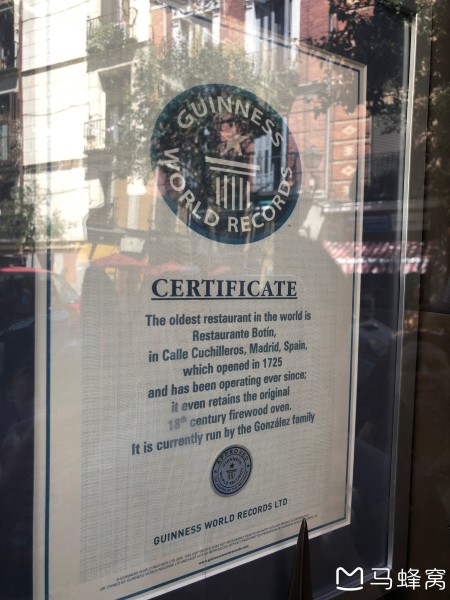 GUINNESS
WORLD RECORDS
CERTIFICATE
The oldest restaurant in the world is
Restaurante Botín,
in Calle Cuchilleros, Madrid, Spain,
which opened in 1725
and has been operating ever since;
it even retains the original
18th century firewood oven.
It is currently run by the González family
APPROVED
GUINNESS WORLD RECORDS LTD
马蜂窝